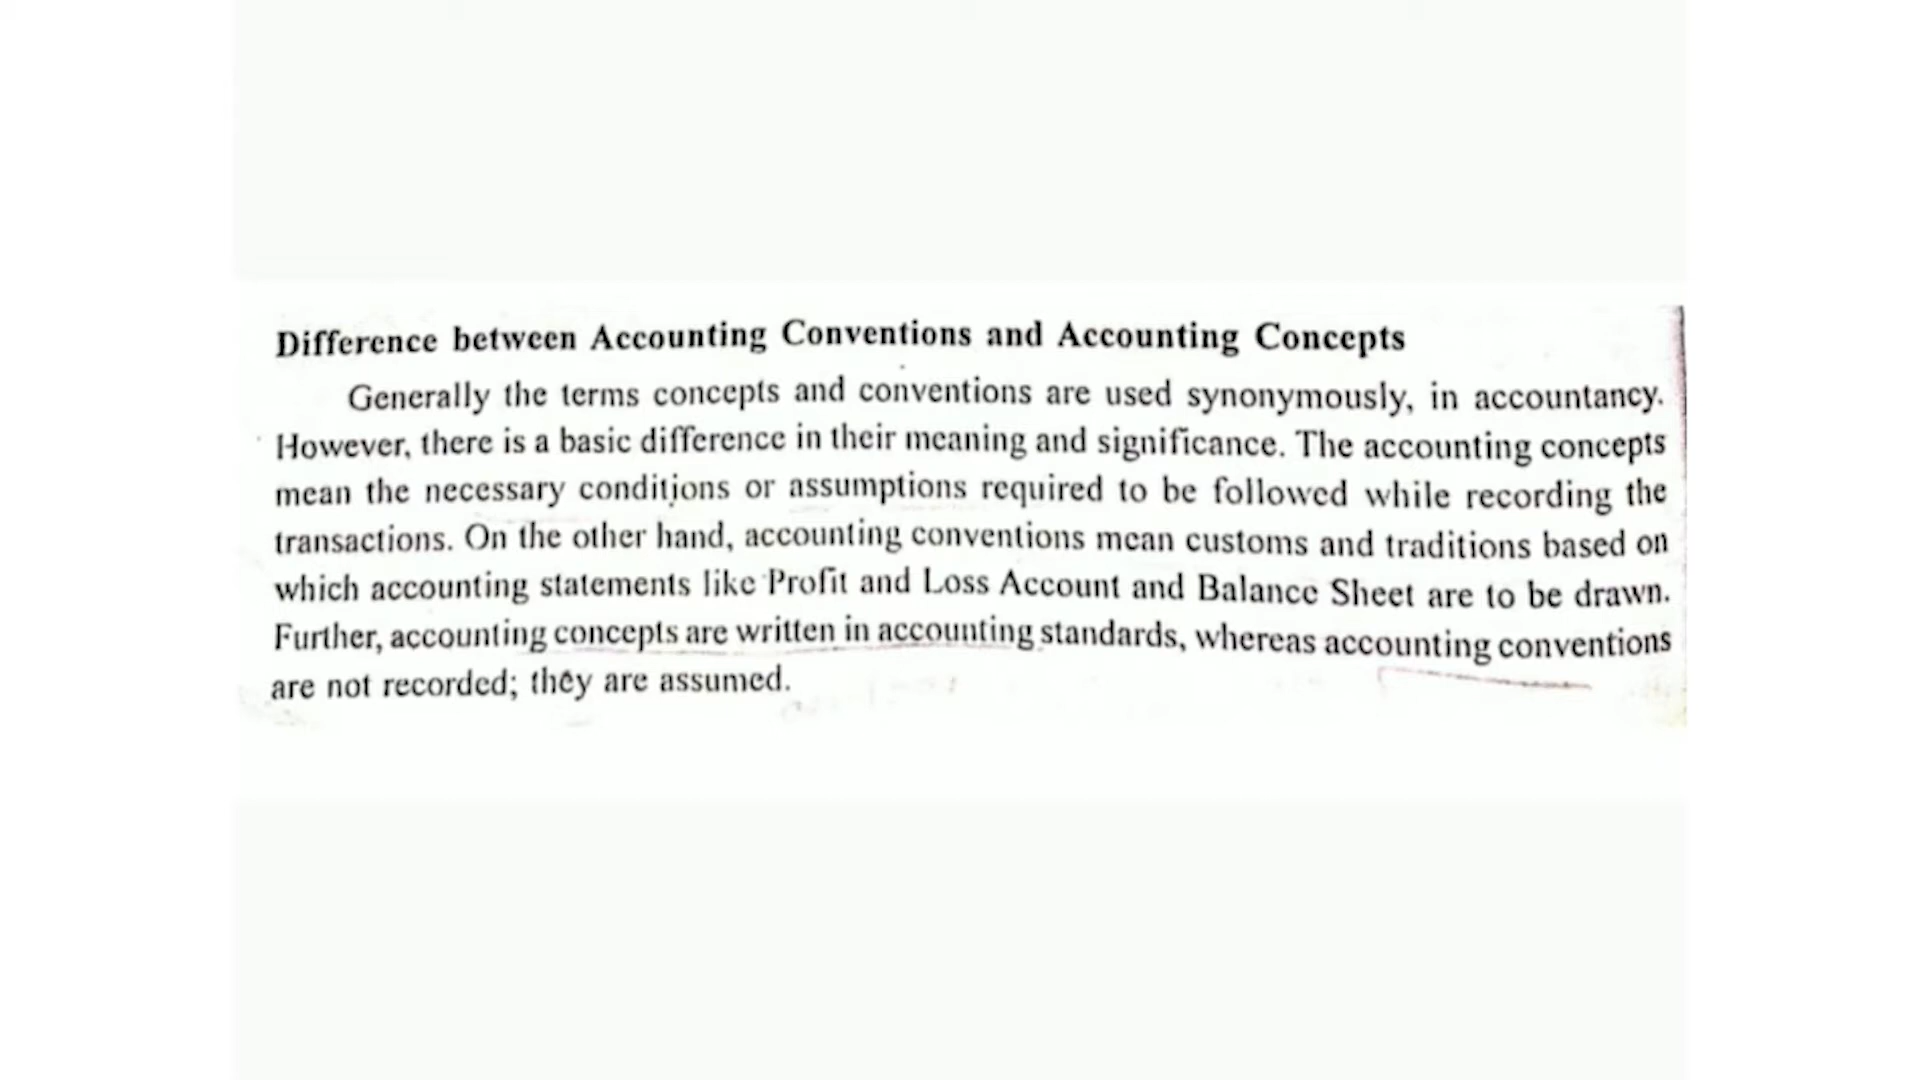 Difference between Accounting Conventions and Accounting Concepts
Generally the terms concepts and conventions are used synonymously, in accountancy.
However, there is a basic difference in their meaning and significance. The accounting concepts
mean the necessary conditions or assumptions required to be followed while recording the
transactions. On the other hand, accounting conventions mean customs and traditions based on
which accounting statements like Profit and Loss Account and Balance Sheet are to be drawn.
Further, accounting concepts are written in accounting standards, whereas accounting conventions
are not recorded; they are assumed.